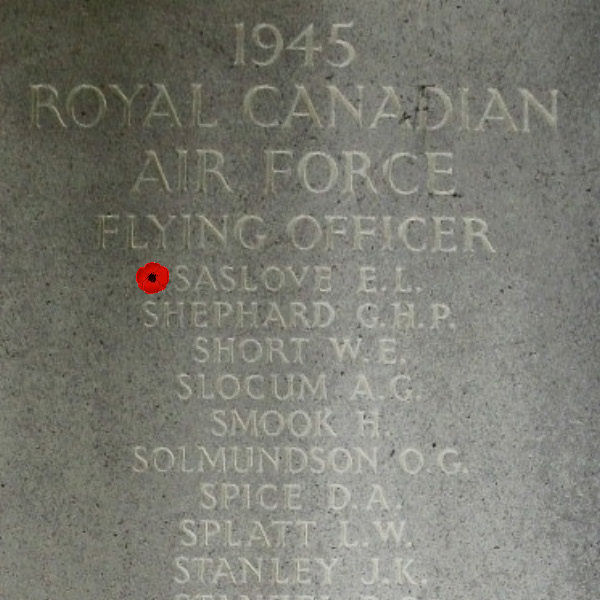 1945
ROYAL CANADIAN
AIR FORCE
FLYING OFFICER
SASLOVE E.L.
SHEPHARD G.H.P.
SHORT W.E.
SLOCUM A.G.
SMOOK H.
SOLMUNDSON O.G.
SPICE D.A.
SPLATT L.W.
STANLEY J.K.